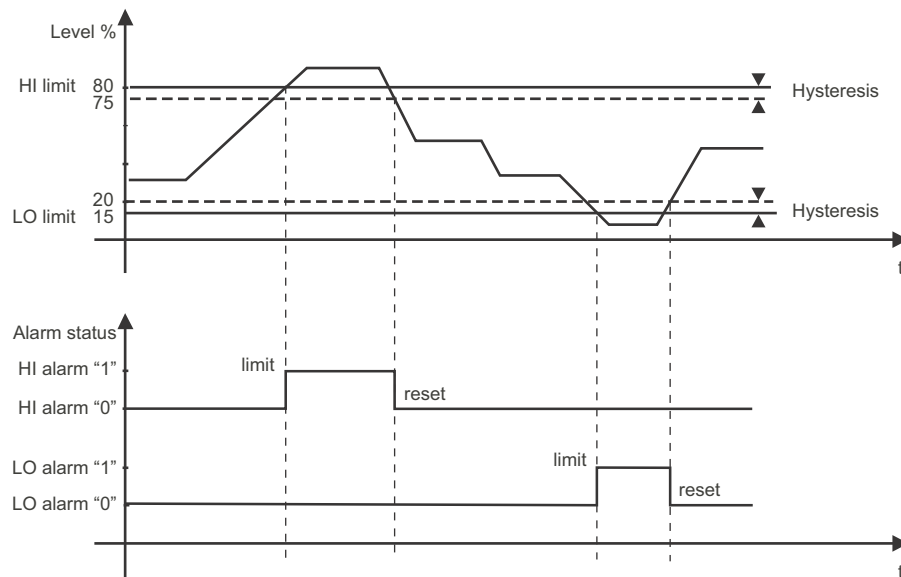 Level %
HI limit 80
75
Hysteresis
20
LO limit 15
Hysteresis
t
Alarm status
HI alarm “1”
limit
HI alarm “0”
reset
LO alarm “1”
limit
LO alarm “0”
reset
t